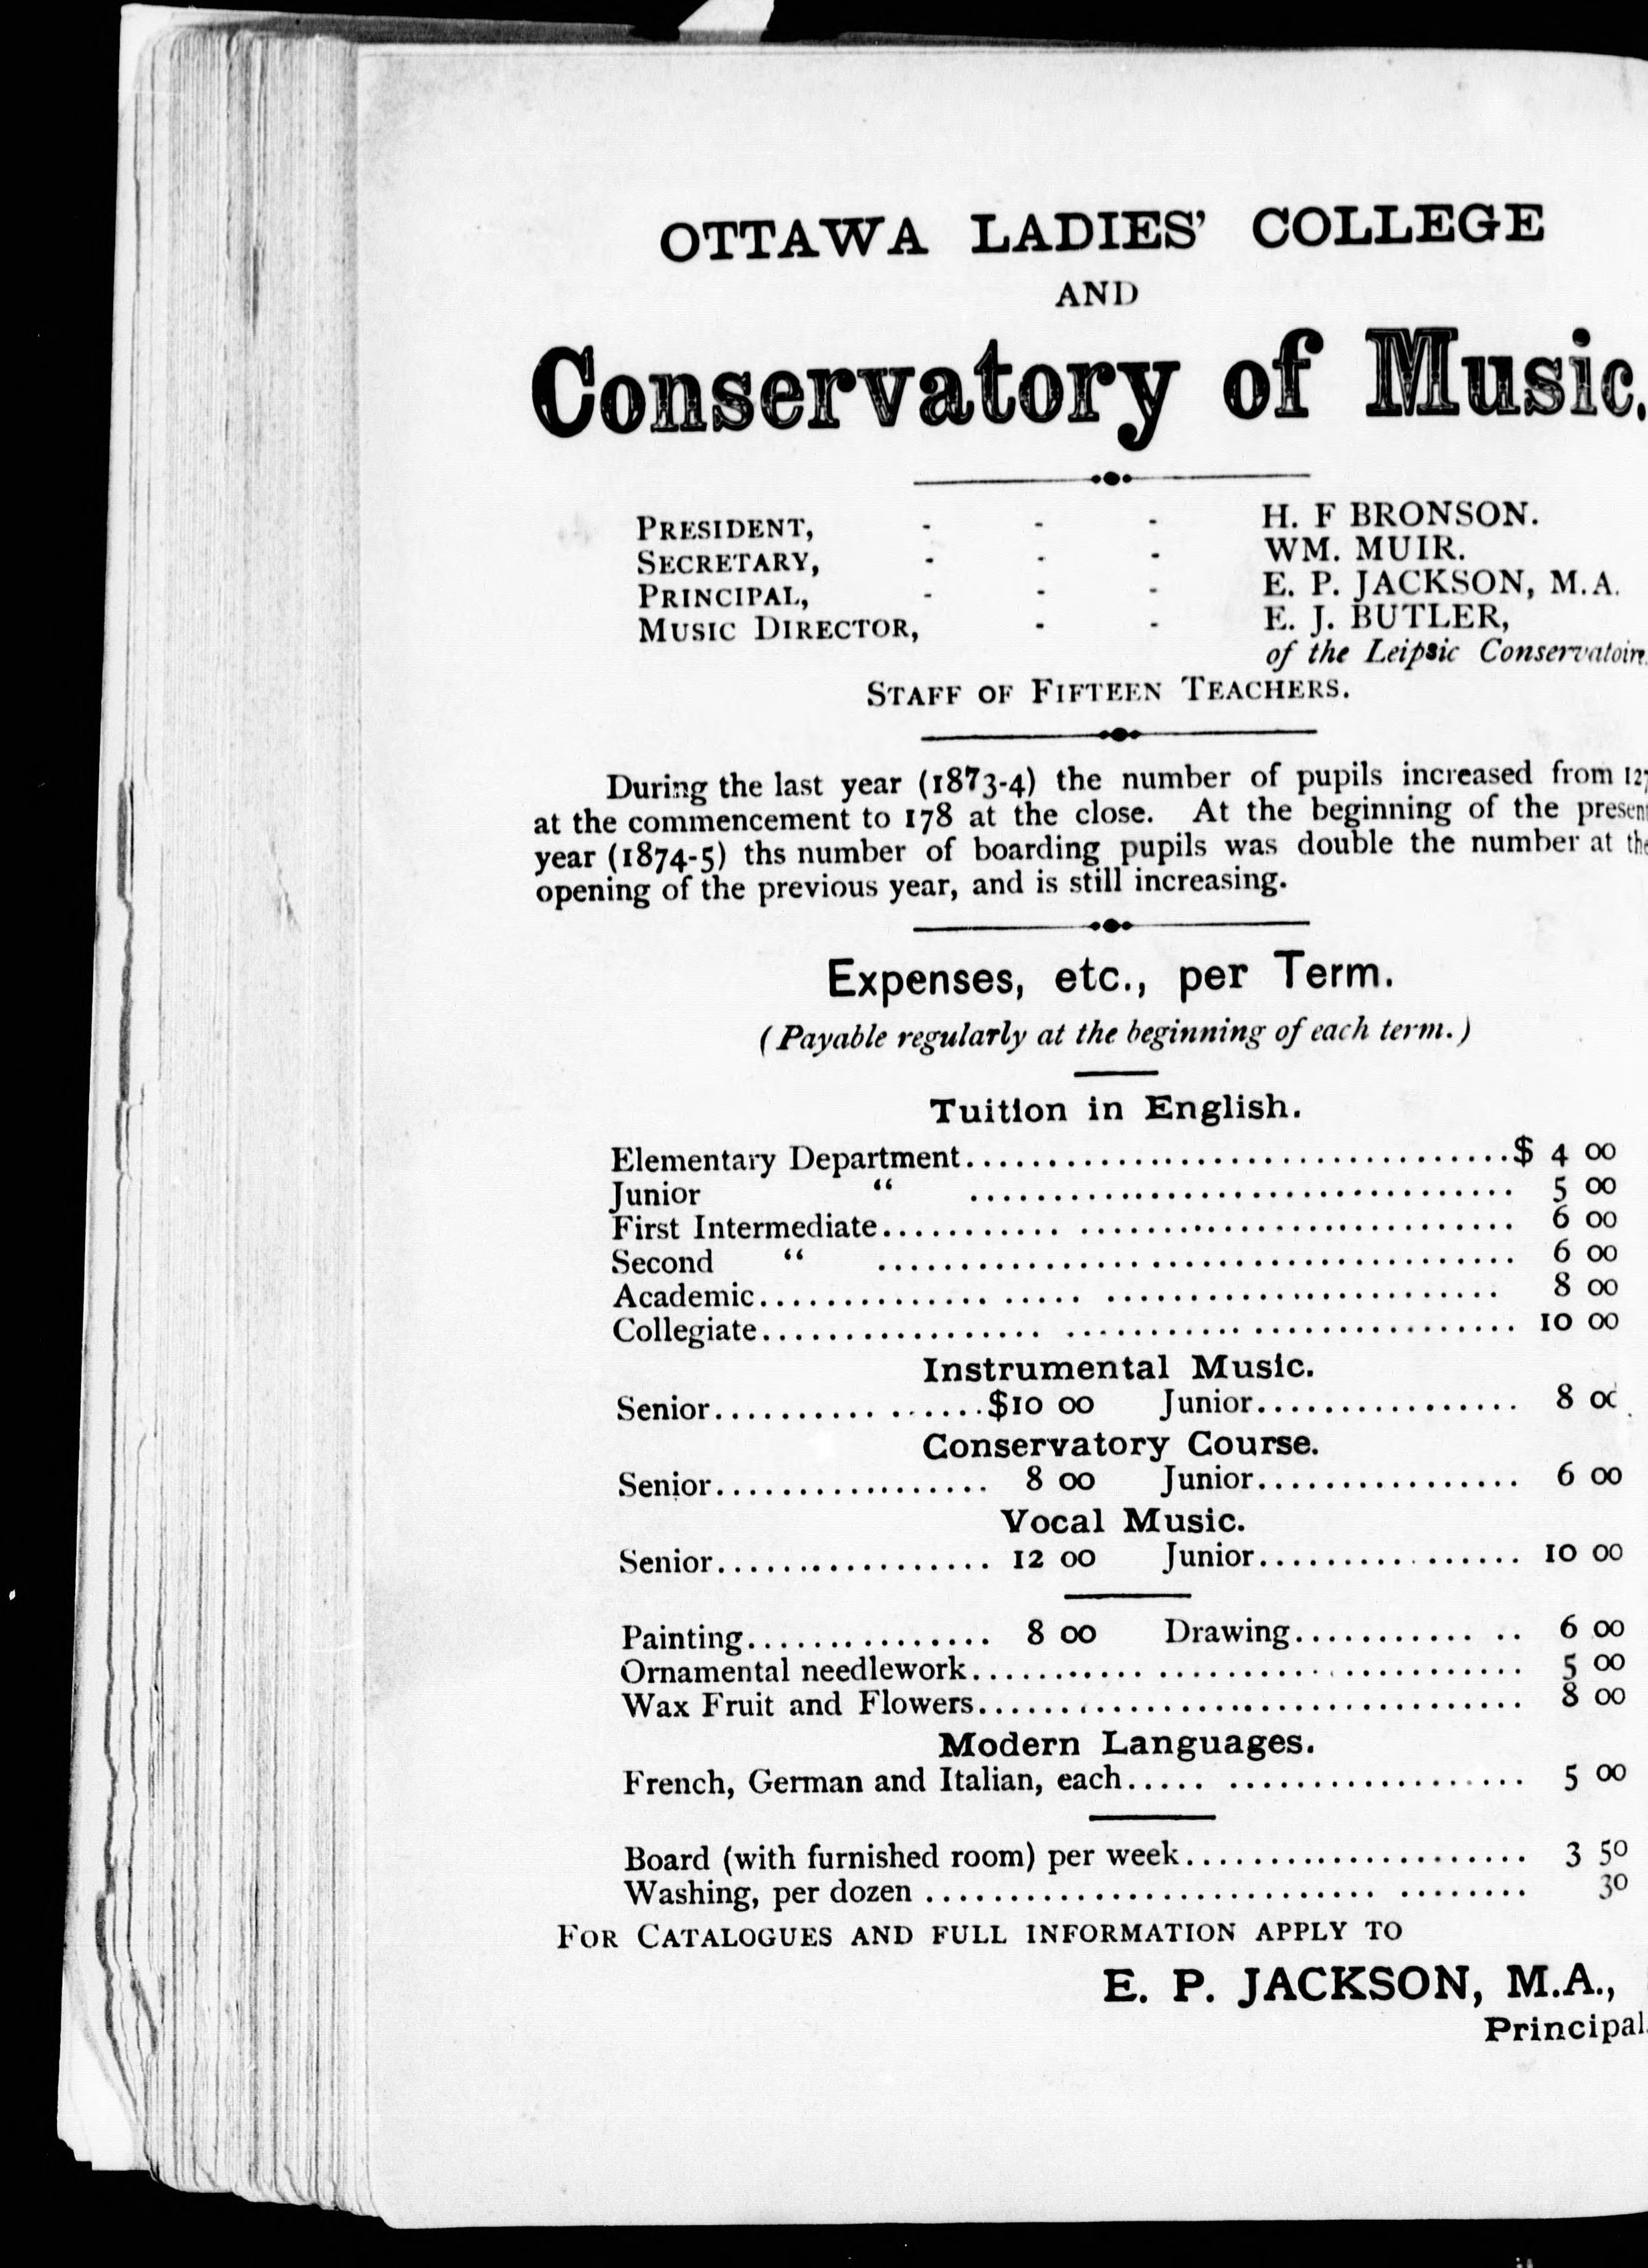 OTTAWA LADIES' COLLEGE
AND
Conservatory of Music.
PRESIDENT, - - - H. F BRONSON.
SECRETARY, - - - WM. MUIR.
PRINCIPAL, - - - E. P. JACKSON, M.A.
MUSIC DIRECTOR, - - E. J. BUTLER,
of the Leipsic Conservatoire.
STAFF OF FIFTEEN TEACHERS.
During the last year (1873-4) the number of pupils increased from 127
at the commencement to 178 at the close. At the beginning of the present
year (1874-5) ths number of boarding pupils was double the number at the
opening of the previous year, and is still increasing.
Expenses, etc., per Term.
(Payable regularly at the beginning of each term.)
Tuition in English.
Elementary Department.................................$ 4 00
Junior " ................................. 5 00
First Intermediate........... ........................... 6 00
Second " ....................................... 6 00
Academic.............. ..... ........................ 8 00
Collegiate................. ........... ................ 10 00
Instrumental Music.
Senior.......... ......$10 00 Junior................ 8 00
Conservatory Course.
Senior................. 8 00 Junior................ 6 00
Vocal Music.
Senior................. 12 00 Junior................ 10 00
Painting............... 8 00 Drawing........... .. 6 00
Ornamental needlework........... ...................... 5 00
Wax Fruit and Flowers................................. 8 00
Modern Languages.
French, German and Italian, each..... .................. 5 00
Board (with furnished room) per week..................... 3 50
Washing, per dozen ............................ ........ 30
FOR CATALOGUES AND FULL INFORMATION APPLY TO
E. P. JACKSON, M.A.,
Principal.